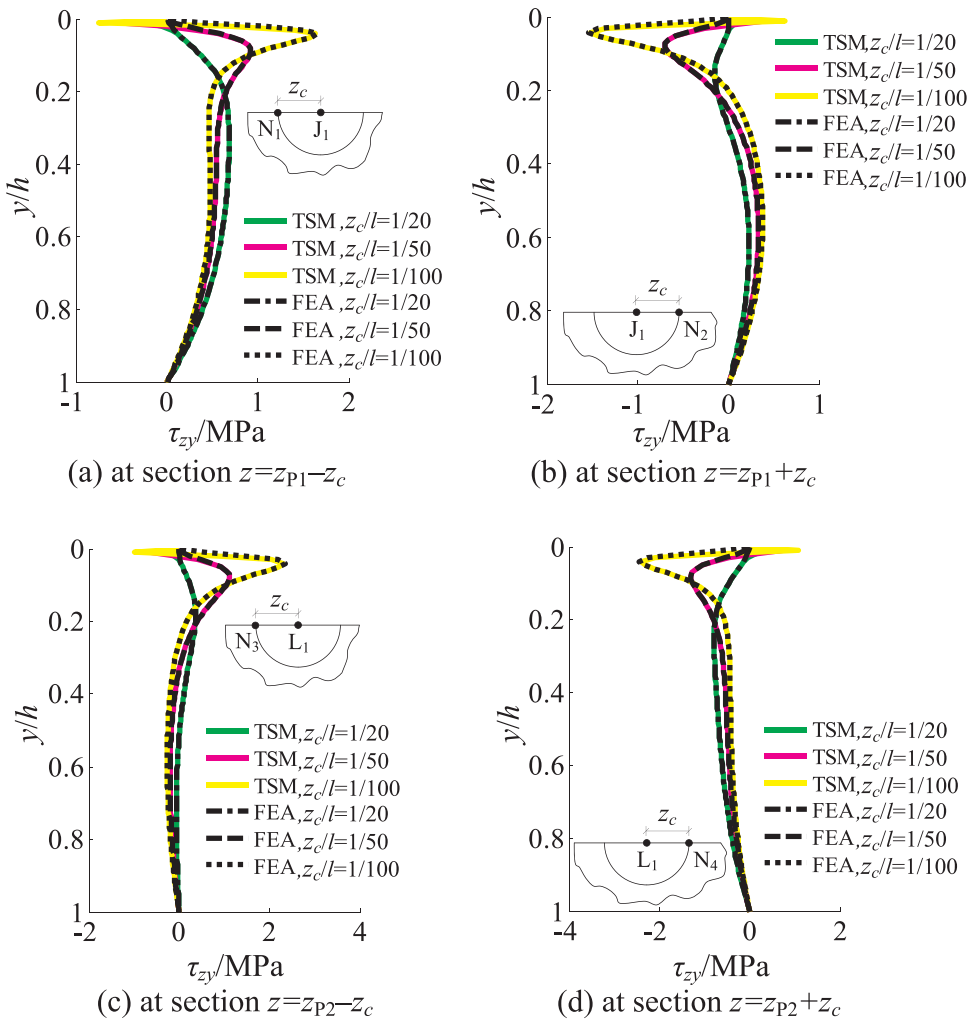 0
0.2
0.4
0.6
0.8
1
y/h
z_c
N₁ J₁
TSM,z_c/l=1/20
TSM,z_c/l=1/50
TSM,z_c/l=1/100
FEA,z_c/l=1/20
FEA,z_c/l=1/50
FEA,z_c/l=1/100
-1 0 1 2
τ_zy/MPa
(a) at section z=z_P1−z_c
0
0.2
0.4
0.6
0.8
1
y/h
TSM,z_c/l=1/20
TSM,z_c/l=1/50
TSM,z_c/l=1/100
FEA,z_c/l=1/20
FEA,z_c/l=1/50
FEA,z_c/l=1/100
z_c
J₁ N₂
-2 -1 0 1
τ_zy/MPa
(b) at section z=z_P1+z_c
0
0.2
0.4
0.6
0.8
1
y/h
z_c
N₃ L₁
TSM,z_c/l=1/20
TSM,z_c/l=1/50
TSM,z_c/l=1/100
FEA,z_c/l=1/20
FEA,z_c/l=1/50
FEA,z_c/l=1/100
-2 0 2 4
τ_zy/MPa
(c) at section z=z_P2−z_c
0
0.2
0.4
0.6
0.8
1
y/h
TSM,z_c/l=1/20
TSM,z_c/l=1/50
TSM,z_c/l=1/100
FEA,z_c/l=1/20
FEA,z_c/l=1/50
FEA,z_c/l=1/100
z_c
L₁ N₄
-4 -2 0 2
τ_zy/MPa
(d) at section z=z_P2+z_c